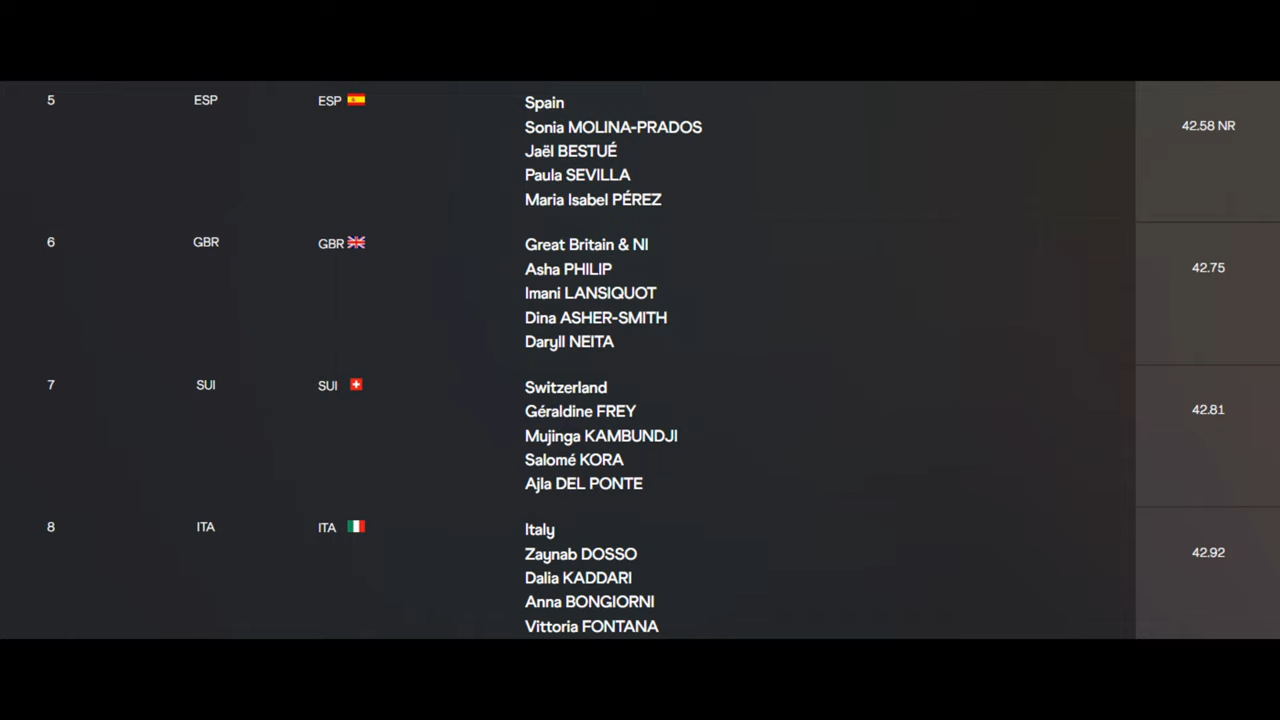 5 ESP ESP Spain
Sonia MOLINA-PRADOS 42.58 NR
Jaël BESTUÉ
Paula SEVILLA
Maria Isabel PÉREZ
6 GBR GBR Great Britain & NI
Asha PHILIP 42.75
Imani LANSIQUOT
Dina ASHER-SMITH
Daryll NEITA
7 SUI SUI Switzerland
Géraldine FREY 42.81
Mujinga KAMBUNDJI
Salomé KORA
Ajla DEL PONTE
8 ITA ITA Italy
Zaynab DOSSO 42.92
Dalia KADDARI
Anna BONGIORNI
Vittoria FONTANA